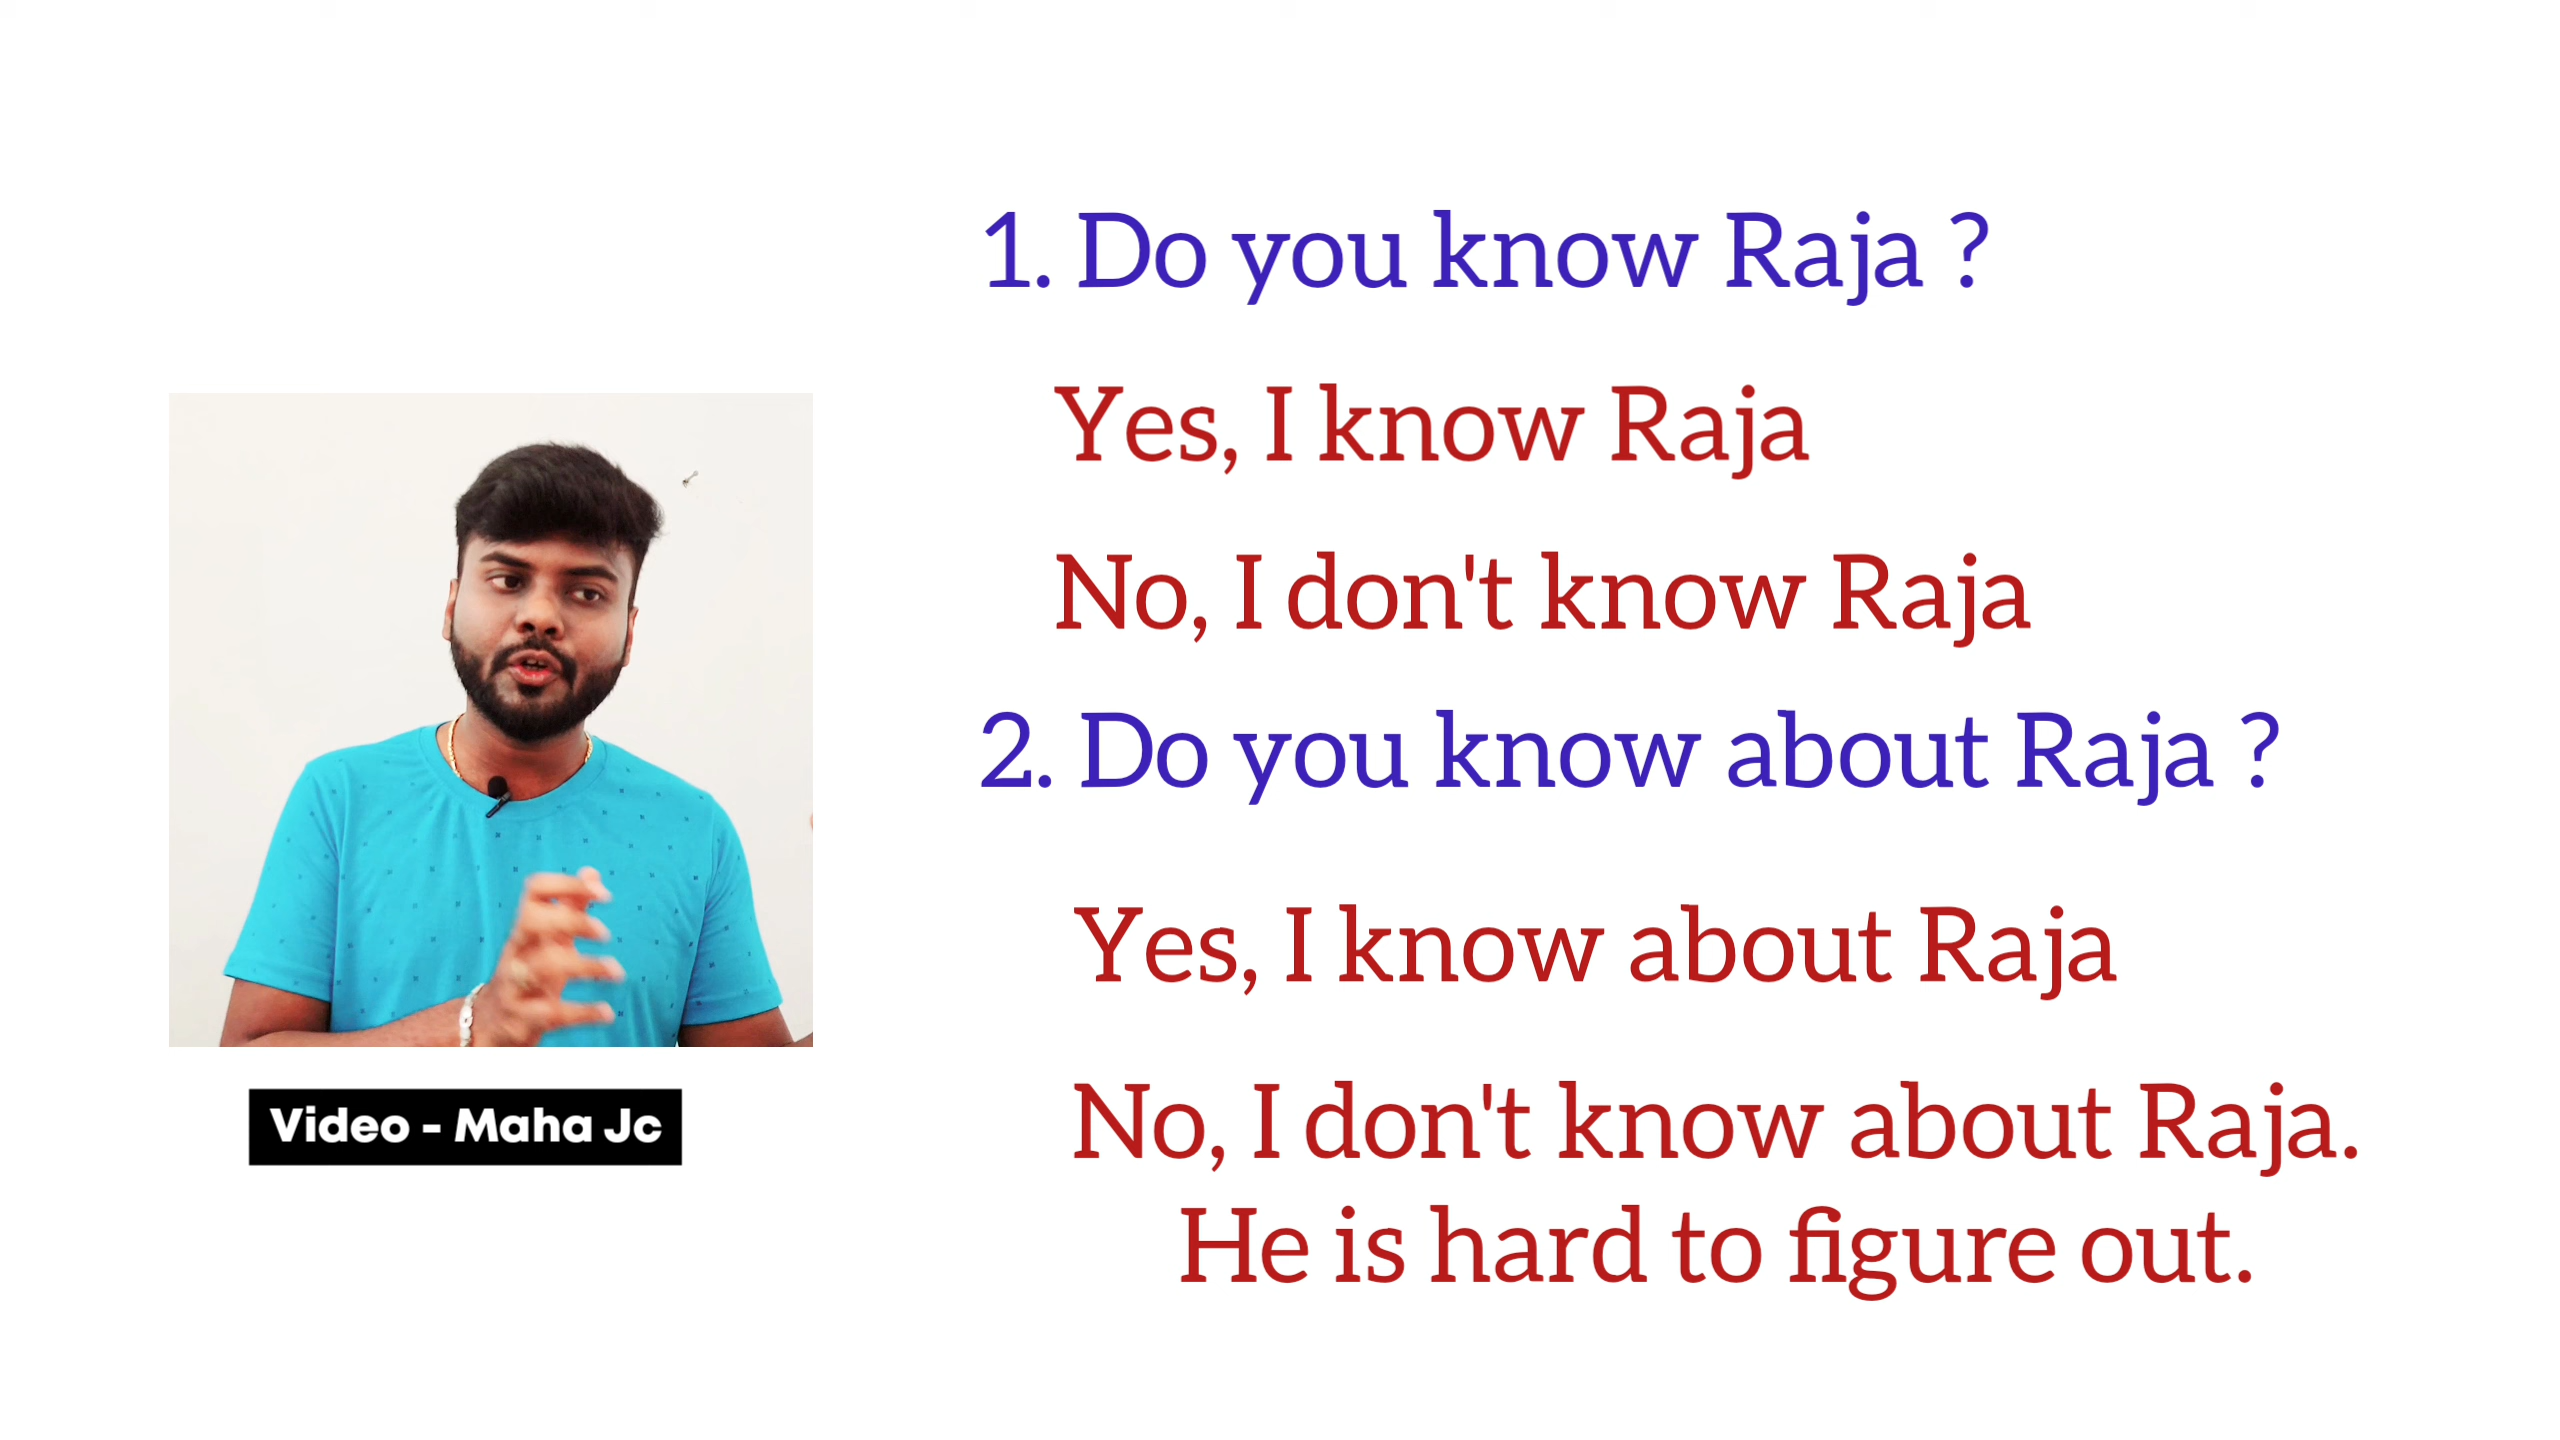 1. Do you know Raja ?
Yes, I know Raja
No, I don't know Raja
2. Do you know about Raja ?
Yes, I know about Raja
No, I don't know about Raja.
He is hard to figure out.
Video - Maha Jc